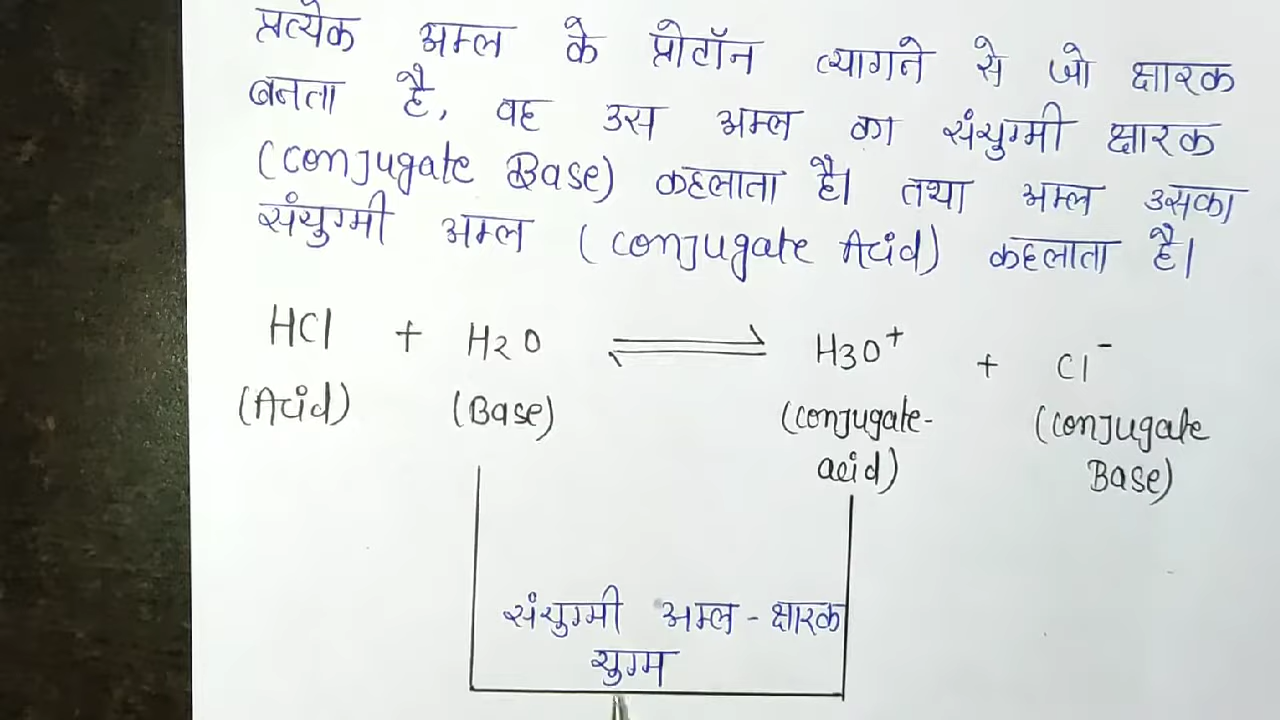 प्रत्येक अम्ल के प्रोटॉन त्यागने से जो क्षारक
बनता है, वह उस अम्ल का संयुग्मी क्षारक
(Conjugate Base) कहलाता है। तथा अम्ल उसका
संयुग्मी अम्ल (Conjugate Acid) कहलाता है।
HCl + H2O ⇌ H3O⁺ + Cl⁻
(Acid) (Base) (Conjugate- (Conjugate
acid) Base)
संयुग्मी अम्ल - क्षारक
युग्म